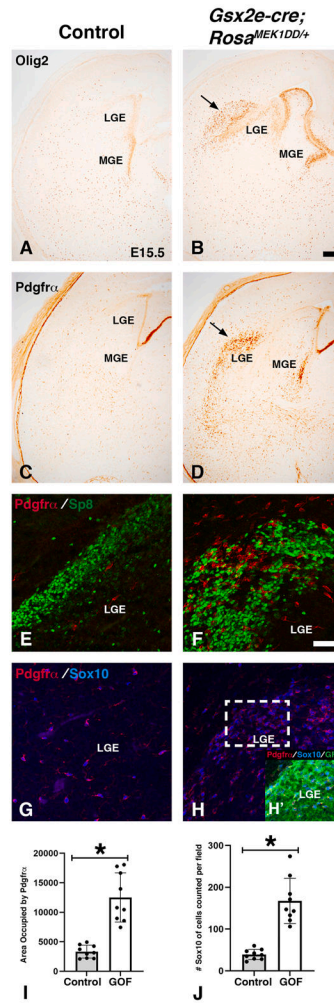 Control
Gsx2e-cre;
Rosa^MEK1DD/+
Olig2
LGE
MGE
A
E15.5
LGE
MGE
B
Pdgfrα
LGE
MGE
C
LGE
MGE
D
Pdgfrα/Sp8
LGE
E
LGE
F
Pdgfrα/Sox10
LGE
G
LGE
H
Pdgfrα/Sox10/GF
LGE
H'
*
Area Occupied by Pdgfrα
20000
15000
10000
5000
0
Control GOF
I
*
# Sox10 of cells counted per field
300
200
100
0
Control GOF
J